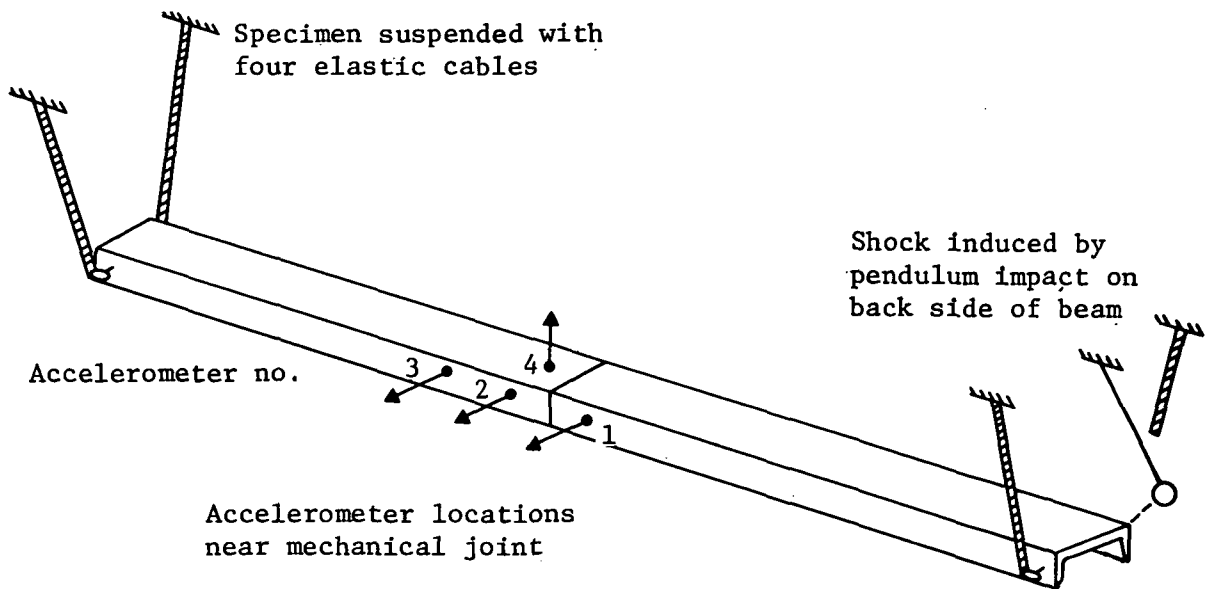 Specimen suspended with
four elastic cables
Shock induced by
pendulum impact on
back side of beam
3
4
Accelerometer no.
2
1
Accelerometer locations
near mechanical joint